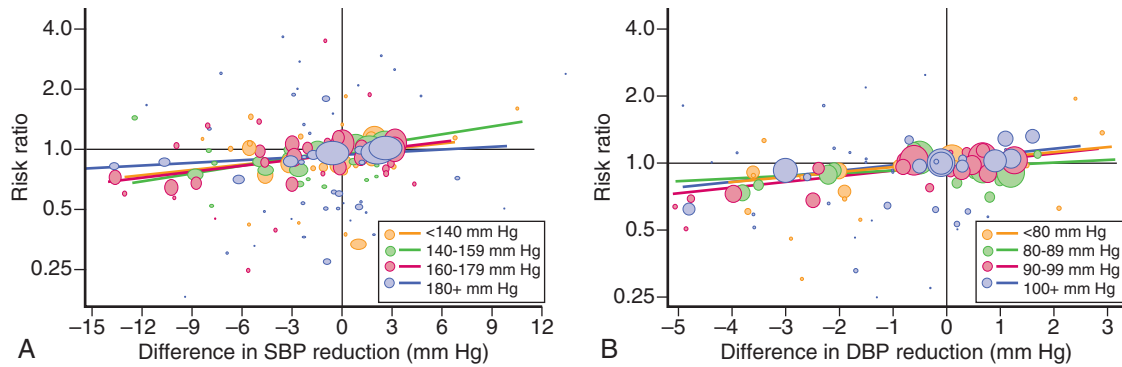 4.0
2.0
1.0
0.5
0.25
Risk ratio
−15 −12 −9 −6 −3 0 3 6 9 12
Difference in SBP reduction (mm Hg)
A
<140 mm Hg
140-159 mm Hg
160-179 mm Hg
180+ mm Hg
4.0
2.0
1.0
0.5
0.25
Risk ratio
−5 −4 −3 −2 −1 0 1 2 3
Difference in DBP reduction (mm Hg)
B
<80 mm Hg
80-89 mm Hg
90-99 mm Hg
100+ mm Hg